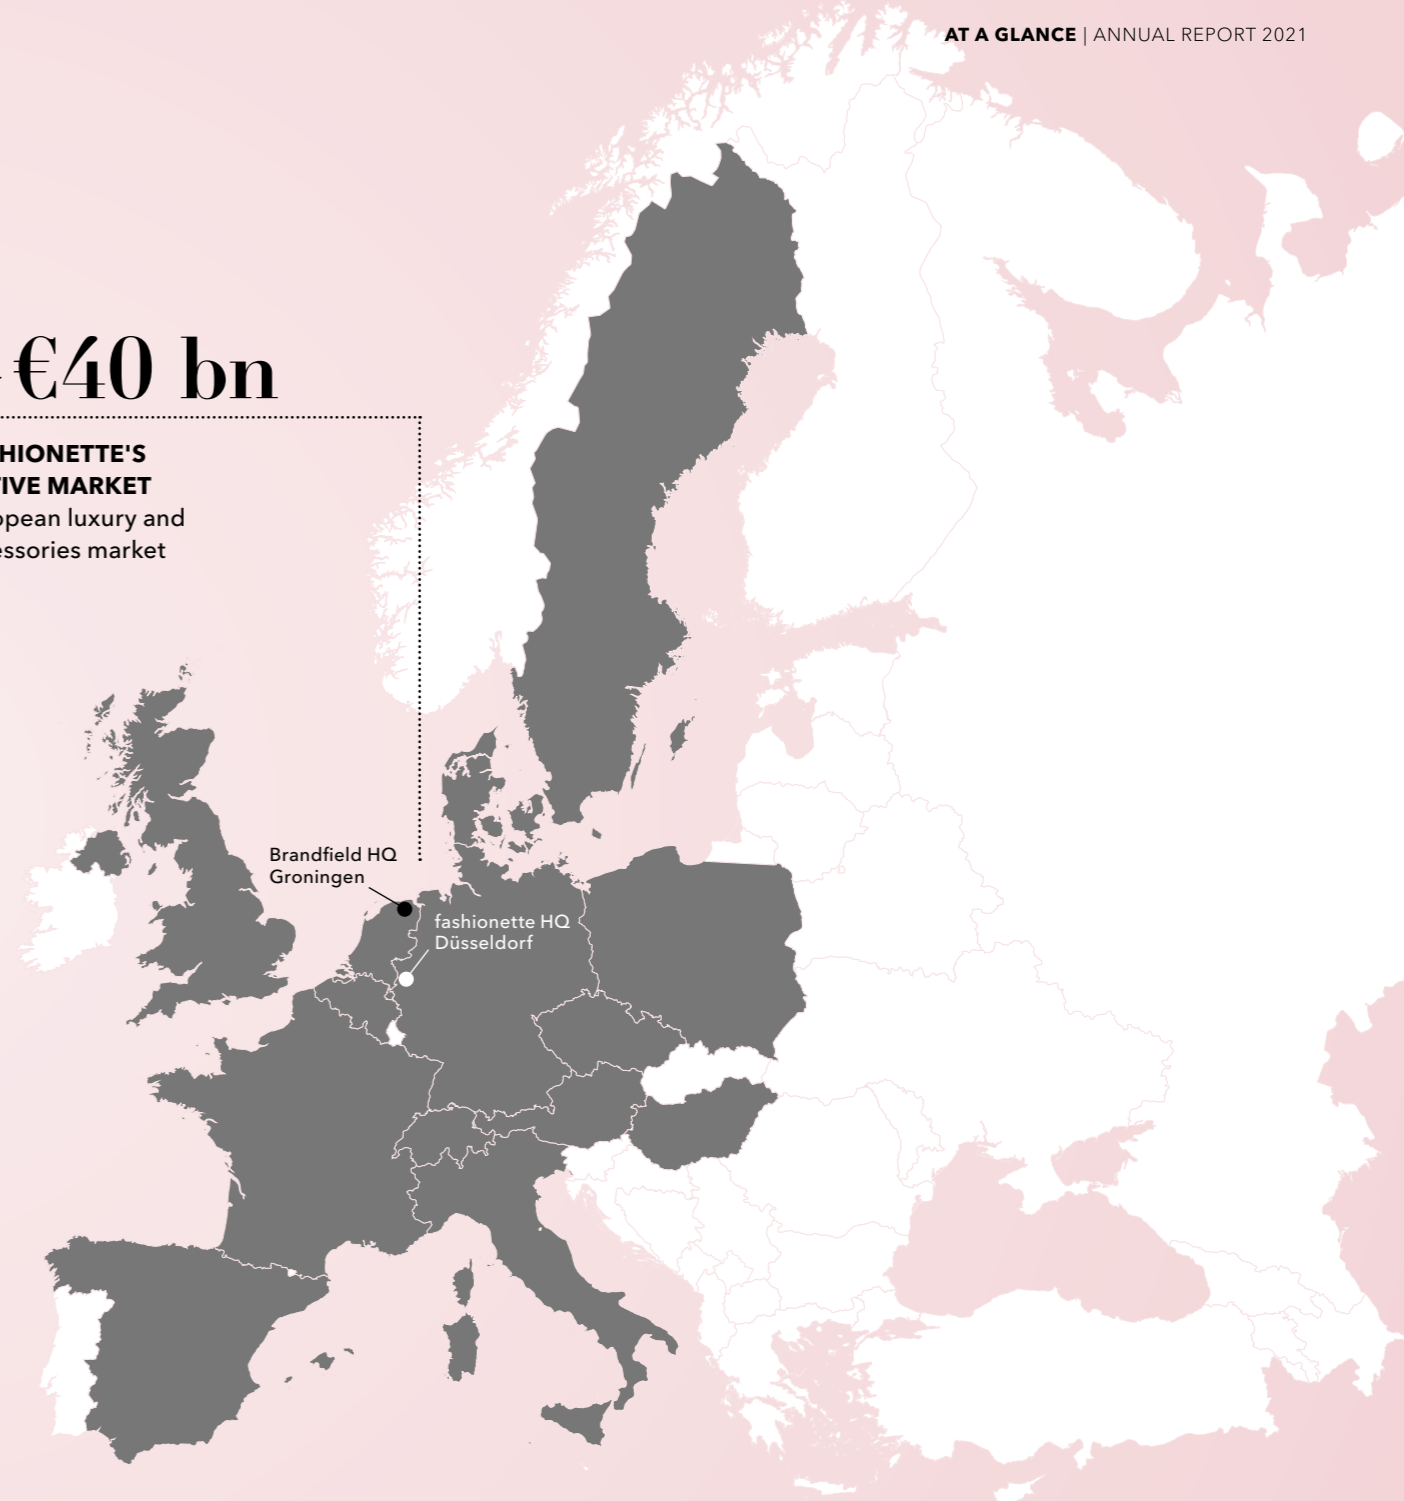 AT A GLANCE | ANNUAL REPORT 2021
€40 bn
HIONETTE'S
IVE MARKET
opean luxury and
essories market
Brandfield HQ
Groningen
fashionette HQ
Düsseldorf